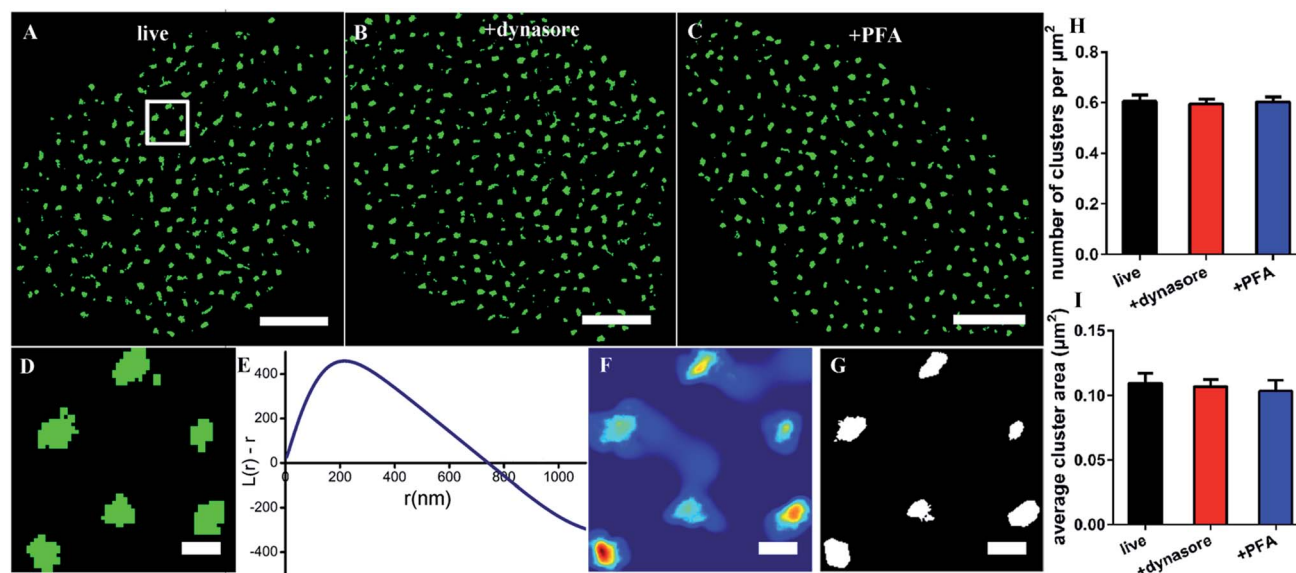 A live
B +dynasore
C +PFA
H
number of clusters per µm²
0.8
0.6
0.4
0.2
0.0
live
+dynasore
+PFA
D
E
L(r) - r
400
200
0
-200
-400
0
200
400
600
800
1000
r(nm)
F
G
I
average cluster area (µm²)
0.15
0.10
0.05
0.00
live
+dynasore
+PFA